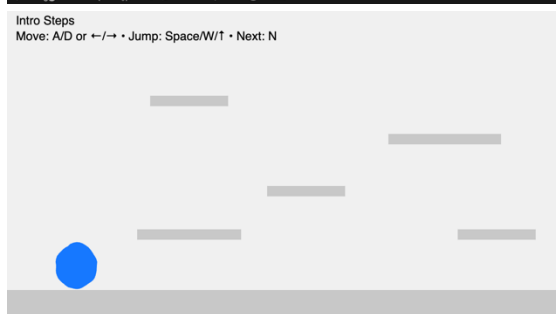 Intro Steps
Move: A/D or ←/→ • Jump: Space/W/↑ • Next: N